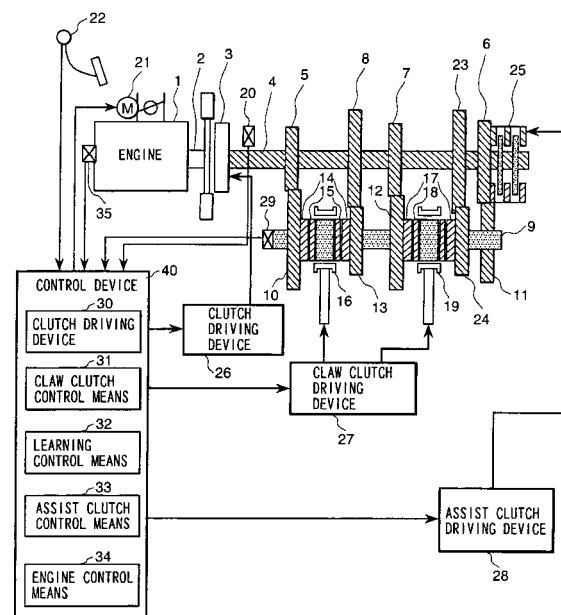 22
21
1
2
3
20
4
5
8
7
23
6
25
M
ENGINE
35
29
14
15
12
17
18
9
10
16
13
19
24
11
CONTROL DEVICE
40
30
CLUTCH DRIVING
DEVICE
CLUTCH DRIVING
DEVICE
26
31
CLAW CLUTCH
CONTROL MEANS
CLAW CLUTCH
DRIVING
DEVICE
27
32
LEARNING
CONTROL MEANS
33
ASSIST CLUTCH
CONTROL MEANS
ASSIST CLUTCH
DRIVING DEVICE
28
34
ENGINE CONTROL
MEANS